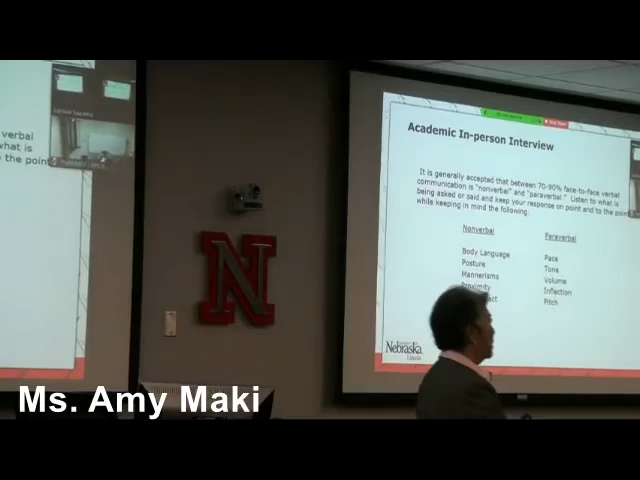 verbal
what is
the point
Academic In-person Interview
It is generally accepted that between 70-90% face-to-face verbal
communication is "nonverbal" and "paraverbal." Listen to what is
being asked or said and keep your response on point and to the point
while keeping in mind the following:
Nonverbal
Paraverbal
Body Language
Pace
Posture
Tone
Mannerisms
Volume
Proximity
Inflection
Pitch
N
Nebraska
Lincoln
Ms. Amy Maki